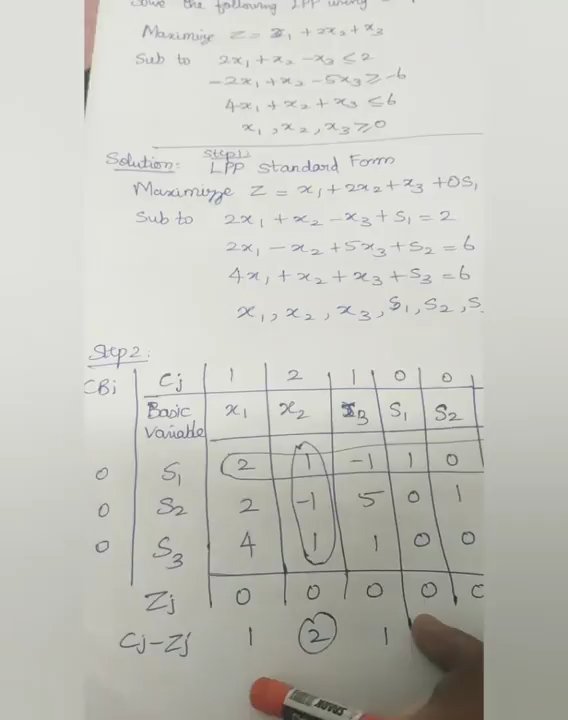 Solve the following LPP using
Maximize Z = x₁ + 2x₂ + x₃
Sub to 2x₁ + x₂ - x₃ ≤ 2
-2x₁ + x₂ - 5x₃ ≥ -6
4x₁ + x₂ + x₃ ≤ 6
x₁, x₂, x₃ ≥ 0
Solution: Step1: LPP Standard Form
Maximize Z = x₁ + 2x₂ + x₃ + 0S₁
Sub to 2x₁ + x₂ - x₃ + S₁ = 2
2x₁ - x₂ + 5x₃ + S₂ = 6
4x₁ + x₂ + x₃ + S₃ = 6
x₁, x₂, x₃, S₁, S₂, S
Step2:
CBi Cj 1 2 1 0 0
Basic Variable x₁ x₂ x₃ S₁ S₂
0 S₁ 2 1 -1 1 0
0 S₂ 2 -1 5 0 1
0 S₃ 4 1 1 0 0
Zj 0 0 0 0 0
Cj-Zj 1 2 1